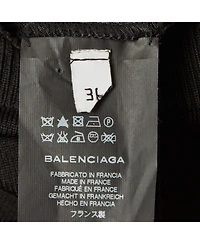 36
BALENCIAGA
FABBRICATO IN FRANCIA
MADE IN FRANCE
FABRIQUÉ EN FRANCE
GEMACHT IN FRANKREICH
HECHO EN FRANCIA
フランス製